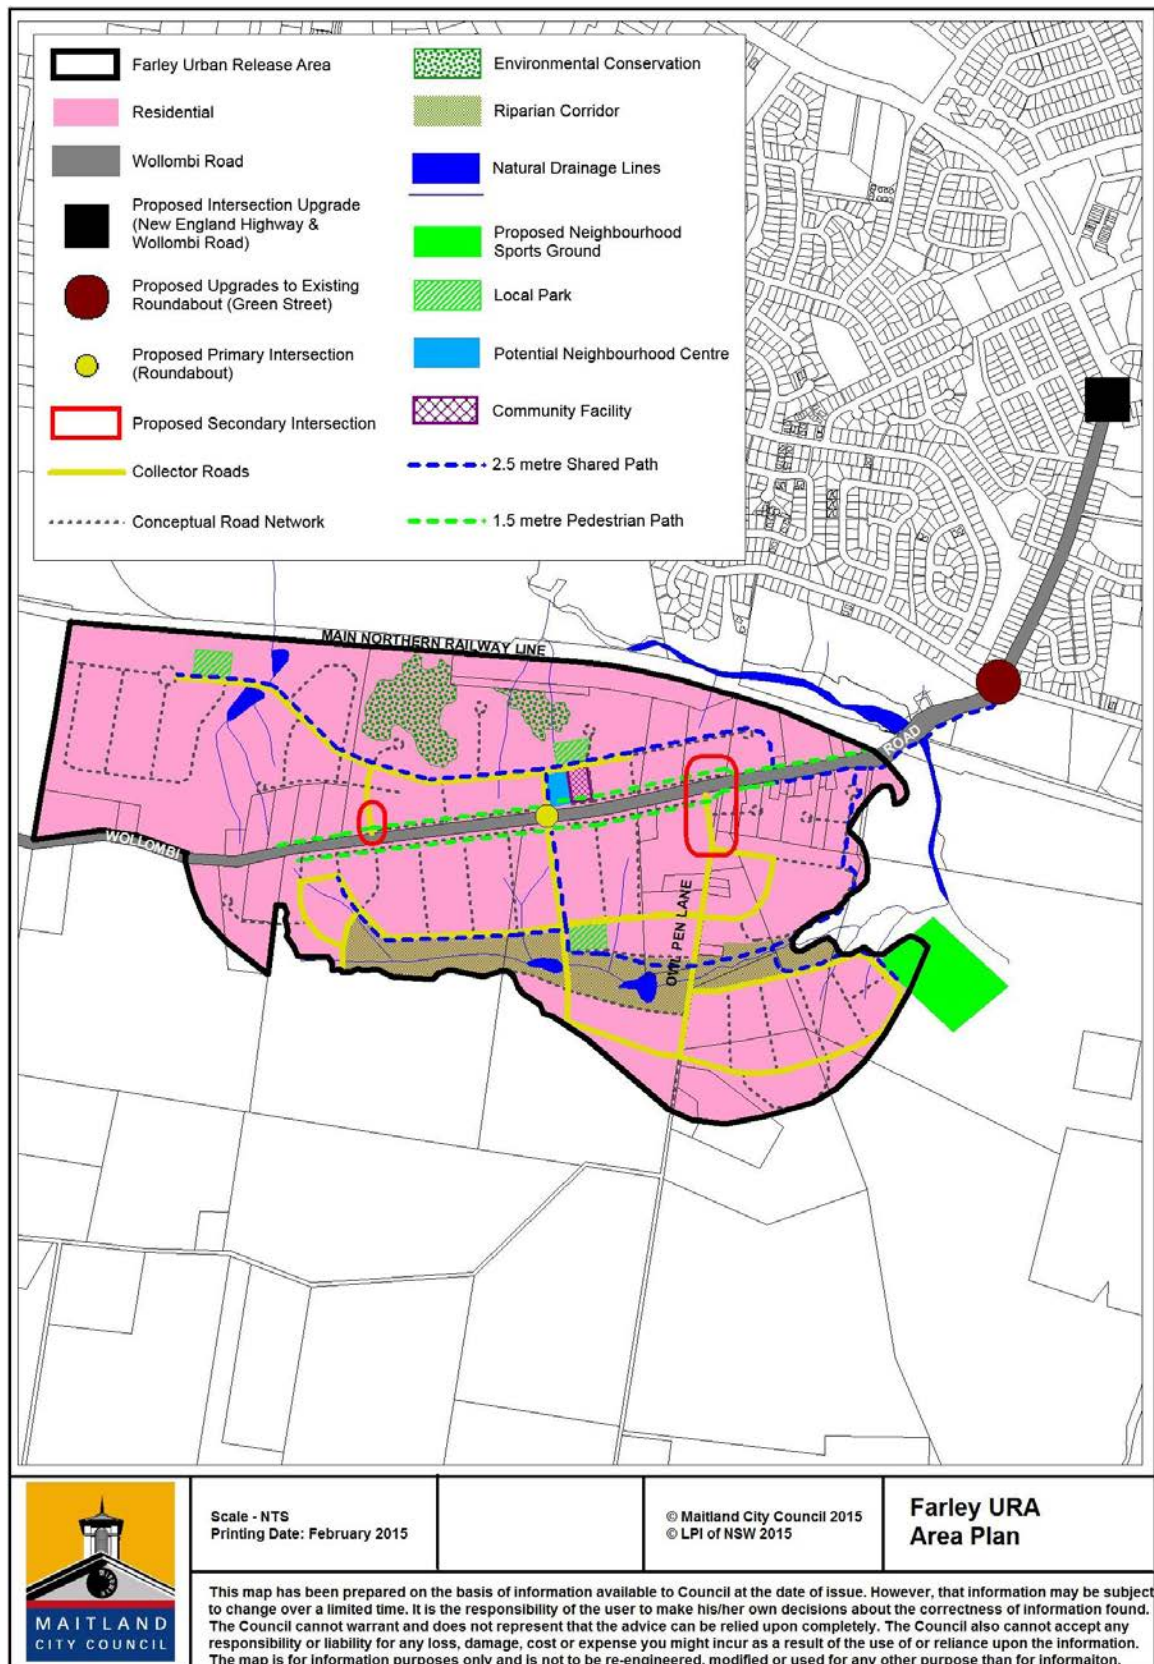 Farley Urban Release Area
Residential
Wollombi Road
Proposed Intersection Upgrade
(New England Highway &
Wollombi Road)
Proposed Upgrades to Existing
Roundabout (Green Street)
Proposed Primary Intersection
(Roundabout)
Proposed Secondary Intersection
Collector Roads
Conceptual Road Network
Environmental Conservation
Riparian Corridor
Natural Drainage Lines
Proposed Neighbourhood
Sports Ground
Local Park
Potential Neighbourhood Centre
Community Facility
2.5 metre Shared Path
1.5 metre Pedestrian Path
MAIN NORTHERN RAILWAY LINE
ROAD
WOLLOMBI
OWL PEN LANE
MAITLAND
CITY COUNCIL
Scale - NTS
Printing Date: February 2015
© Maitland City Council 2015
© LPI of NSW 2015
Farley URA
Area Plan
This map has been prepared on the basis of information available to Council at the date of issue. However, that information may be subject
to change over a limited time. It is the responsibility of the user to make his/her own decisions about the correctness of information found.
The Council cannot warrant and does not represent that the advice can be relied upon completely. The Council also cannot accept any
responsibility or liability for any loss, damage, cost or expense you might incur as a result of the use of or reliance upon the information.
The map is for information purposes only and is not to be re-engineered, modified or used for any other purpose than for informaiton.